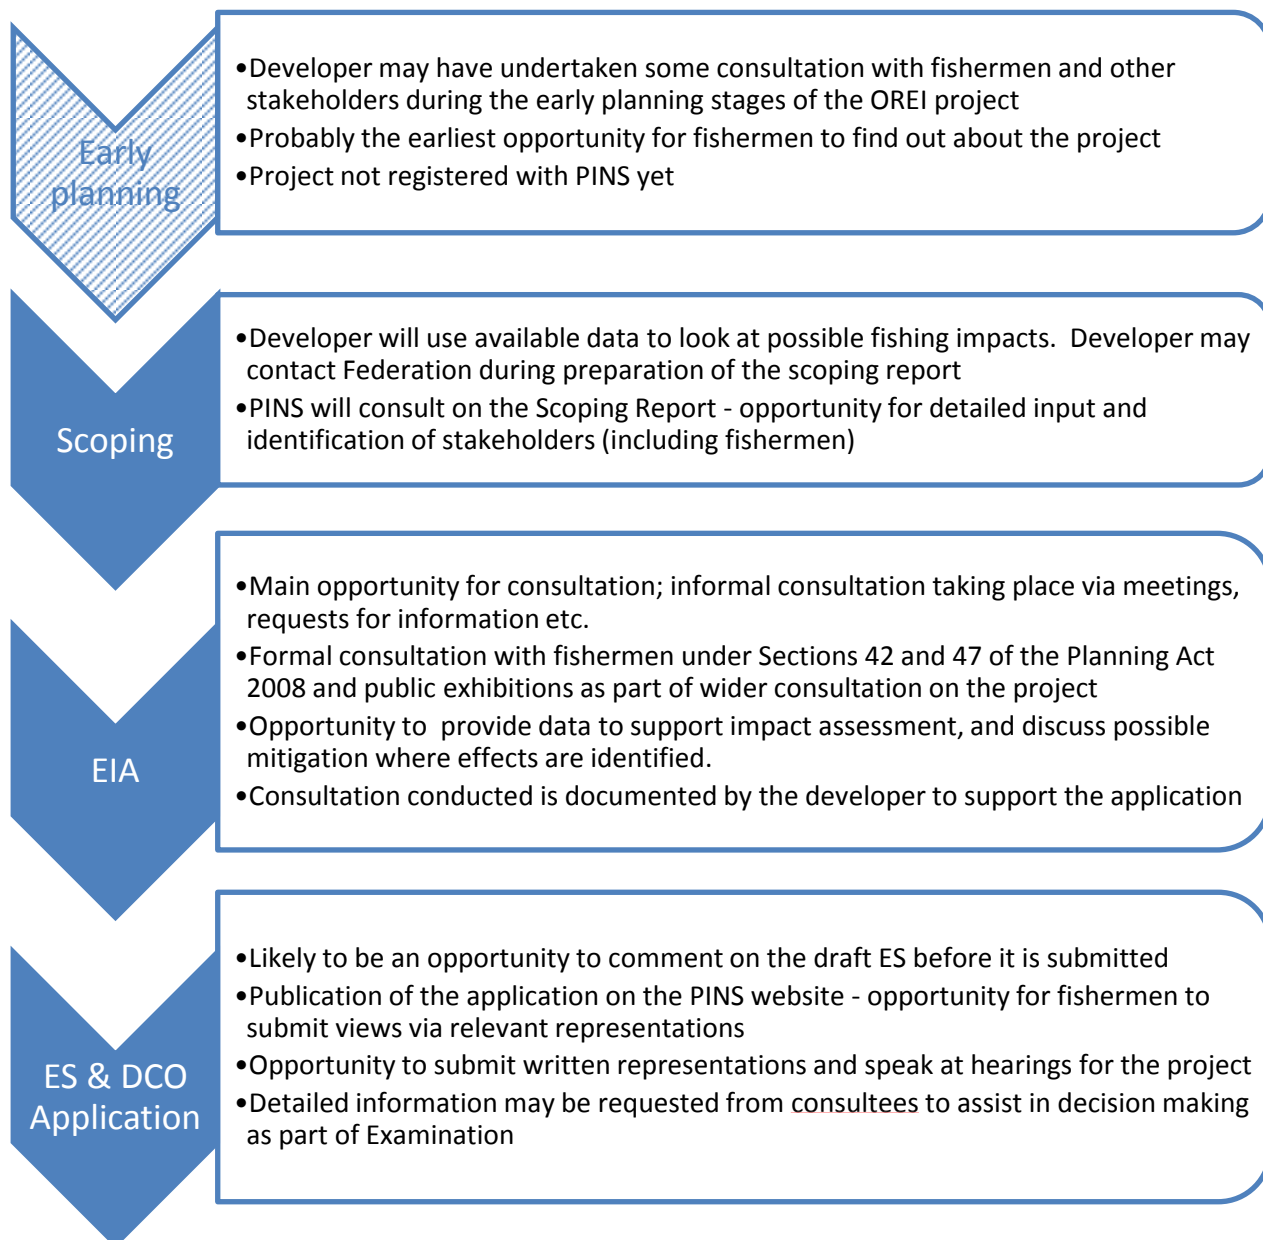 Early
planning
•Developer may have undertaken some consultation with fishermen and other
stakeholders during the early planning stages of the OREI project
•Probably the earliest opportunity for fishermen to find out about the project
•Project not registered with PINS yet
Scoping
•Developer will use available data to look at possible fishing impacts.  Developer may
contact Federation during preparation of the scoping report
•PINS will consult on the Scoping Report - opportunity for detailed input and
identification of stakeholders (including fishermen)
EIA
•Main opportunity for consultation; informal consultation taking place via meetings,
requests for information etc.
•Formal consultation with fishermen under Sections 42 and 47 of the Planning Act
2008 and public exhibitions as part of wider consultation on the project
•Opportunity to  provide data to support impact assessment, and discuss possible
mitigation where effects are identified.
•Consultation conducted is documented by the developer to support the application
ES & DCO
Application
•Likely to be an opportunity to comment on the draft ES before it is submitted
•Publication of the application on the PINS website - opportunity for fishermen to
submit views via relevant representations
•Opportunity to submit written representations and speak at hearings for the project
•Detailed information may be requested from consultees to assist in decision making
as part of Examination